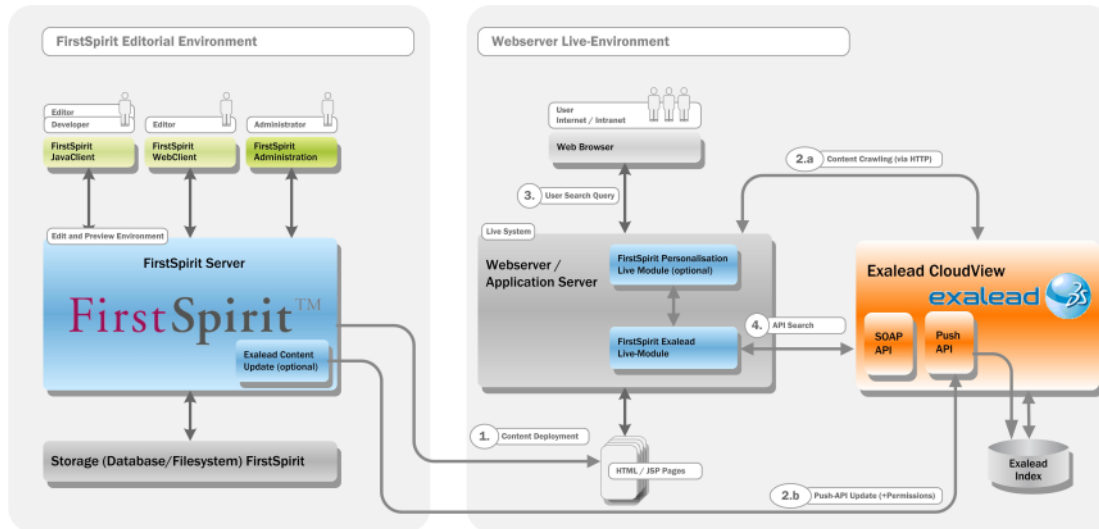 FirstSpirit Editorial Environment
Webserver Live-Environment
Editor
Developer
FirstSpirit
JavaClient
Editor
FirstSpirit
WebClient
Administrator
FirstSpirit
Administration
User
Internet / Intranet
Web Browser
2.a Content Crawling (via HTTP)
3. User Search Query
Edit and Preview Environment
FirstSpirit Server
FirstSpirit™
Exalead Content
Update (optional)
Storage (Database/Filesystem) FirstSpirit
Live System
Webserver /
Application Server
FirstSpirit Personalisation
Live Module (optional)
FirstSpirit Exalead
Live-Module
4. API Search
Exalead CloudView
exalead
SOAP
API
Push
API
1. Content Deployment
HTML / JSP Pages
2.b Push-API Update (+Permissions)
Exalead
Index